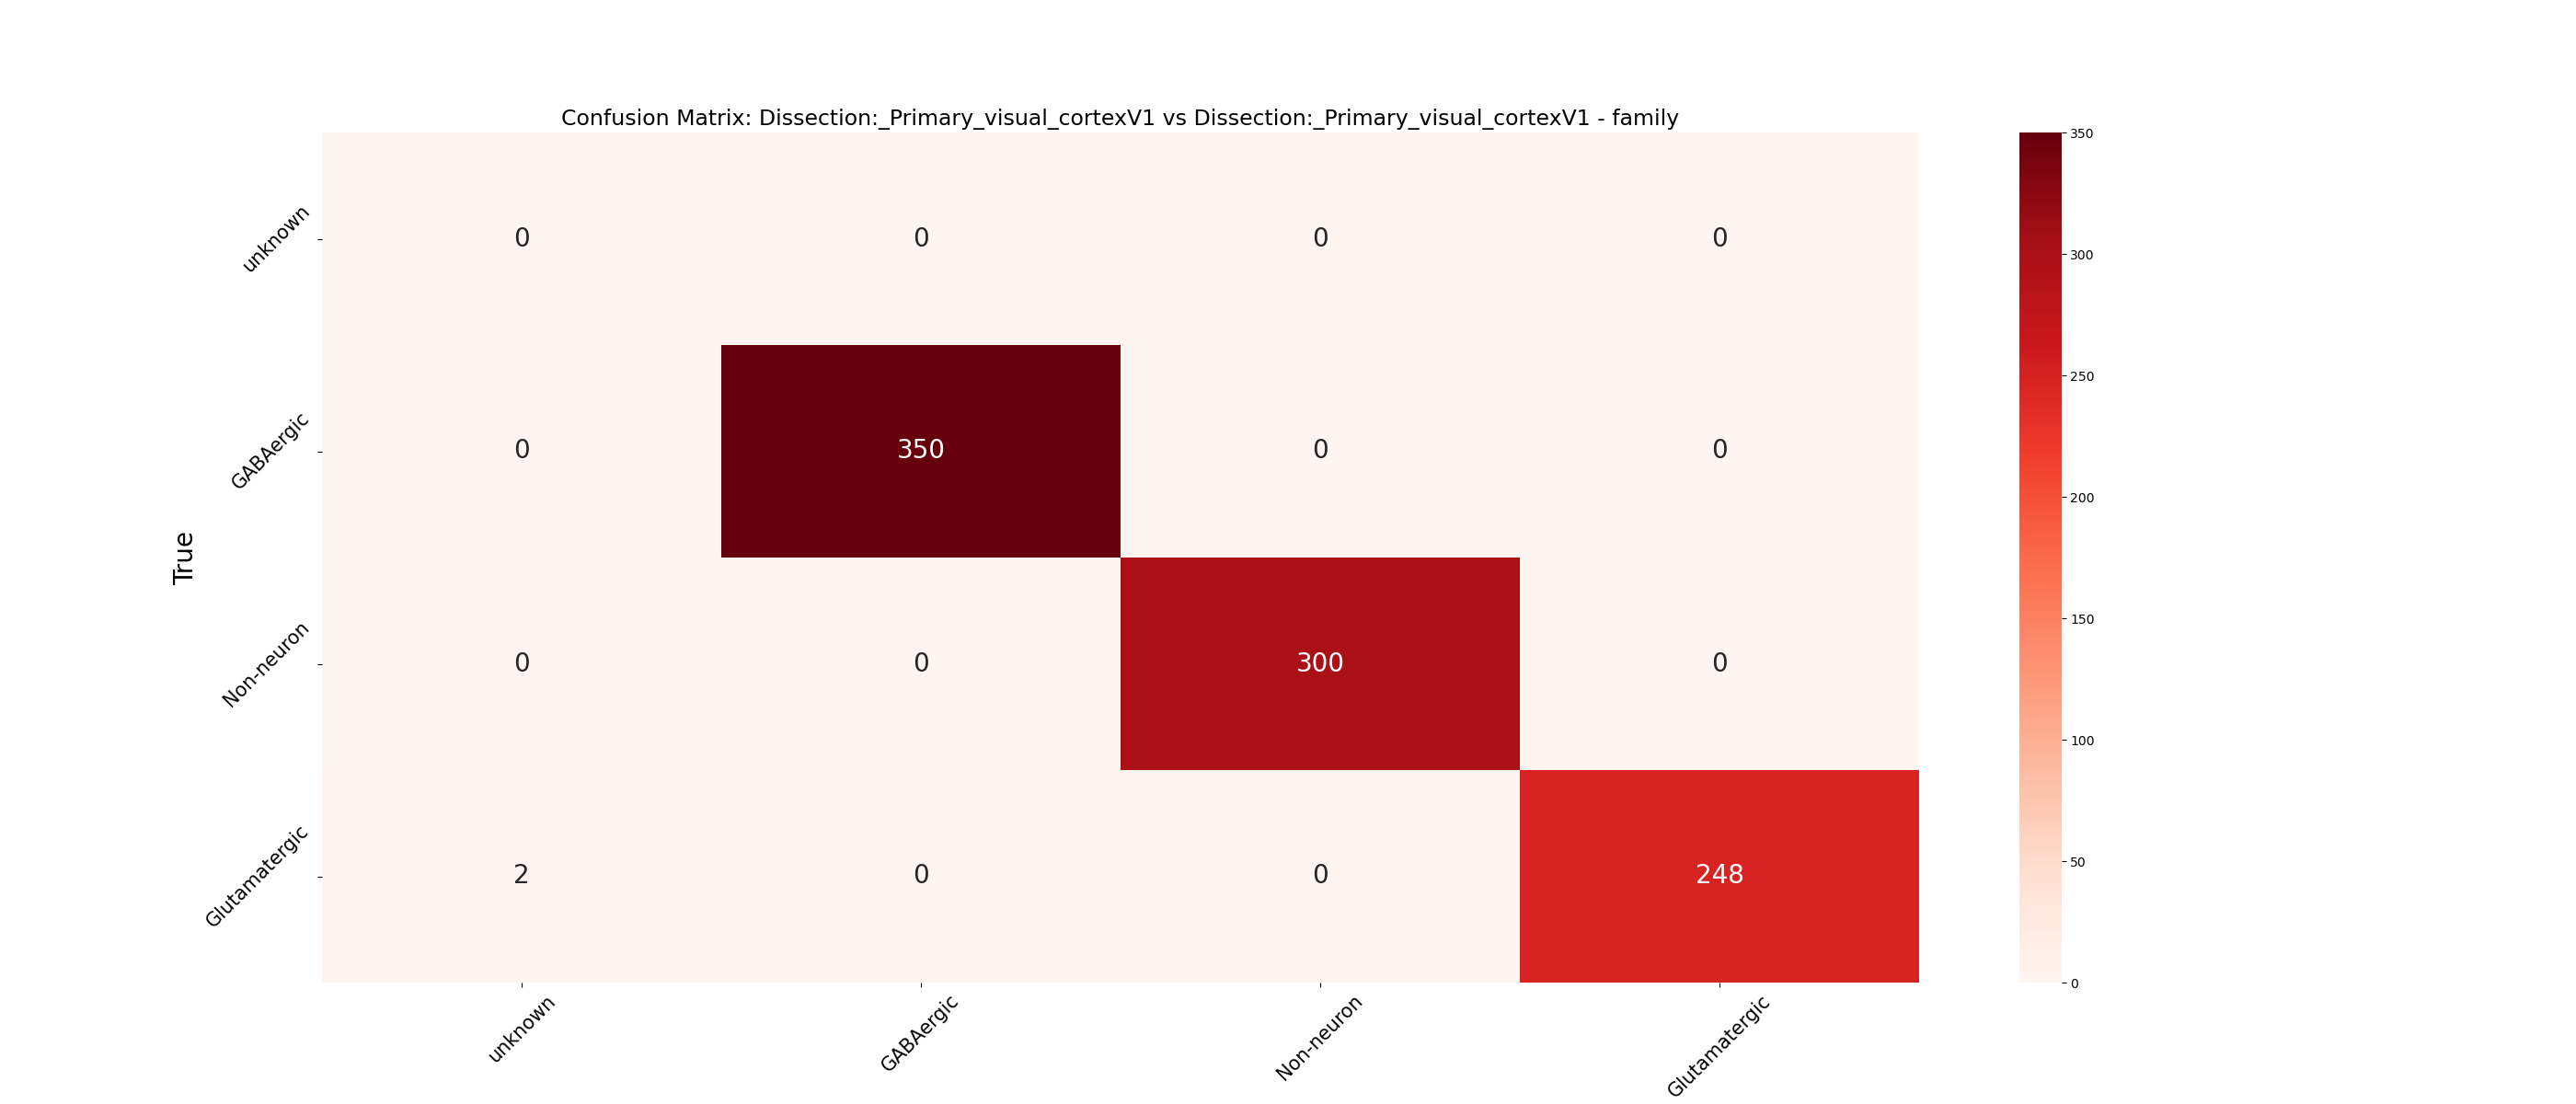 Confusion Matrix: Dissection:_Primary_visual_cortexV1 vs Dissection:_Primary_visual_cortexV1 - family
True
unknown 0 0 0 0
GABAergic 0 350 0 0
Non-neuron 0 0 300 0
Glutamatergic 2 0 0 248
unknown GABAergic Non-neuron Glutamatergic
350
300
250
200
150
100
50
0